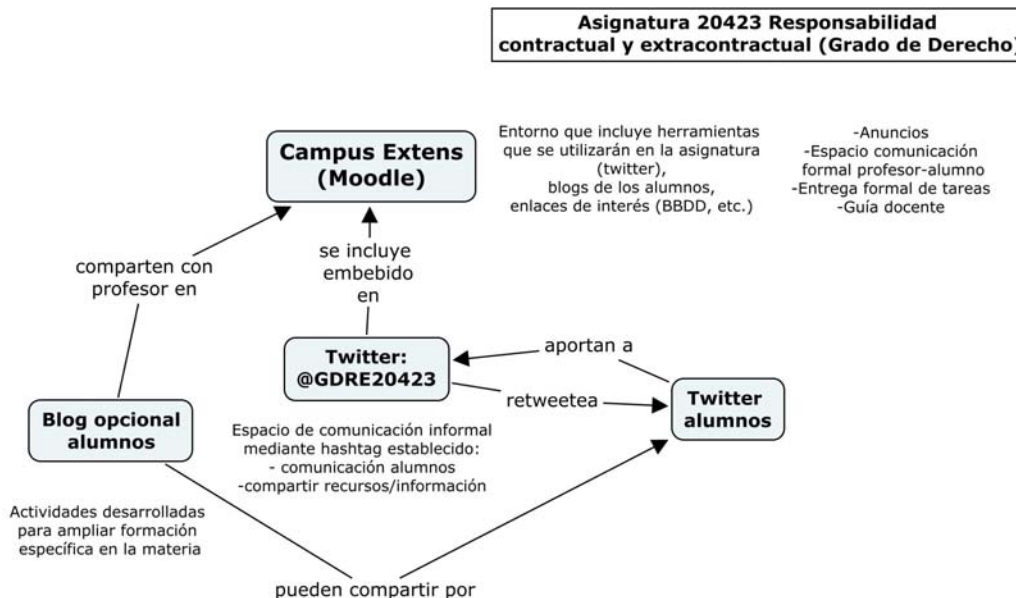 Asignatura 20423 Responsabilidad
contractual y extracontractual (Grado de Derecho)
Campus Extens
(Moodle)
Entorno que incluye herramientas
que se utilizarán en la asignatura
(twitter),
blogs de los alumnos,
enlaces de interés (BBDD, etc.)
-Anuncios
-Espacio comunicación
formal profesor-alumno
-Entrega formal de tareas
-Guía docente
comparten con
profesor en
se incluye
embebido
en
Twitter:
@GDRE20423
aportan a
retweetea
Twitter
alumnos
Blog opcional
alumnos
Espacio de comunicación informal
mediante hashtag establecido:
- comunicación alumnos
-compartir recursos/información
Actividades desarrolladas
para ampliar formación
específica en la materia
pueden compartir por